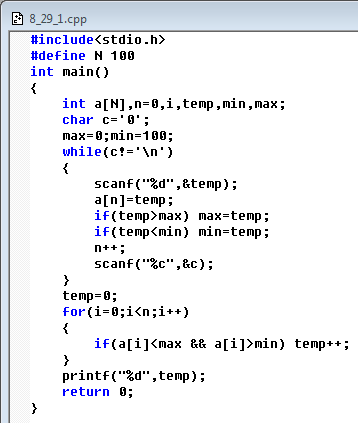 8_29_1.cpp
#include<stdio.h>
#define N 100
int main()
{
    int a[N],n=0,i,temp,min,max;
    char c='0';
    max=0;min=100;
    while(c!='\n')
    {
        scanf("%d",&temp);
        a[n]=temp;
        if(temp>max) max=temp;
        if(temp<min) min=temp;
        n++;
        scanf("%c",&c);
    }
    temp=0;
    for(i=0;i<n;i++)
    {
        if(a[i]<max && a[i]>min) temp++;
    }
    printf("%d",temp);
    return 0;
}